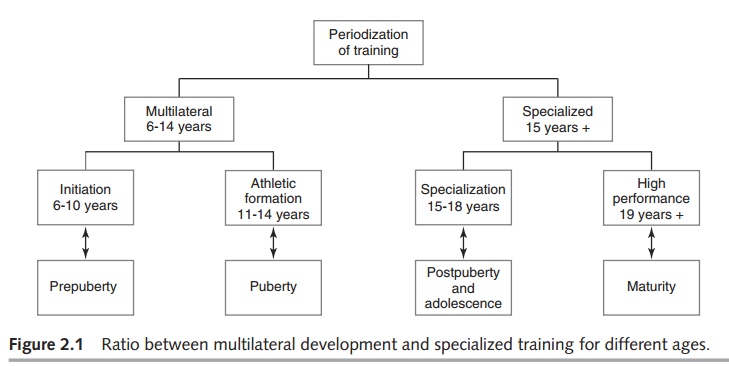 Periodization
of training
Multilateral
6-14 years
Specialized
15 years +
Initiation
6-10 years
Athletic
formation
11-14 years
Specialization
15-18 years
High
performance
19 years +
Prepuberty
Puberty
Postpuberty
and
adolescence
Maturity
Figure 2.1 Ratio between multilateral development and specialized training for different ages.